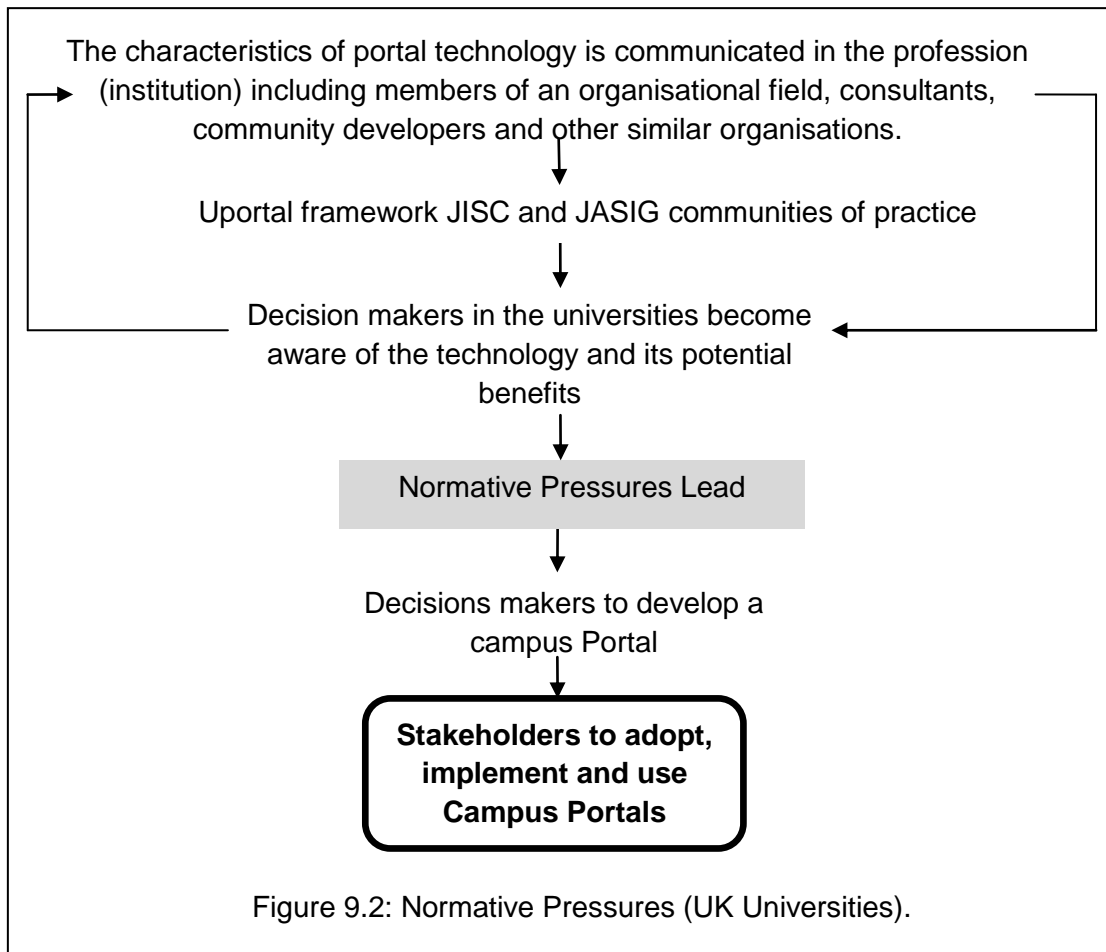 The characteristics of portal technology is communicated in the profession
(institution) including members of an organisational field, consultants,
community developers and other similar organisations.
Uportal framework JISC and JASIG communities of practice
Decision makers in the universities become
aware of the technology and its potential
benefits
Normative Pressures Lead
Decisions makers to develop a
campus Portal
Stakeholders to adopt,
implement and use
Campus Portals
Figure 9.2: Normative Pressures (UK Universities).